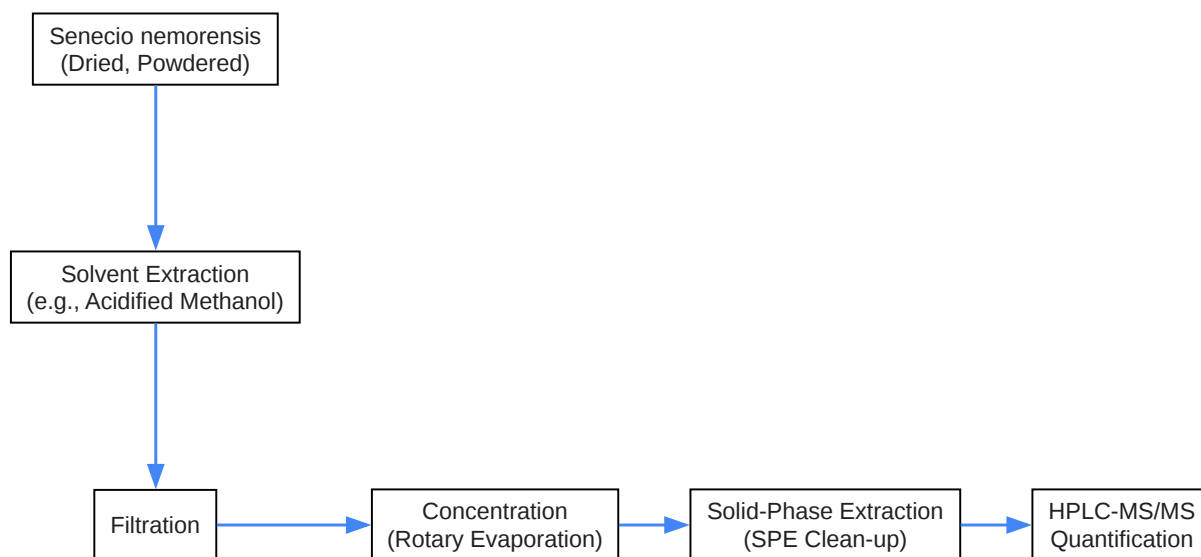 Senecio nemorensis
(Dried, Powdered)
Solvent Extraction
(e.g., Acidified Methanol)
Filtration
Concentration
(Rotary Evaporation)
Solid-Phase Extraction
(SPE Clean-up)
HPLC-MS/MS
Quantification